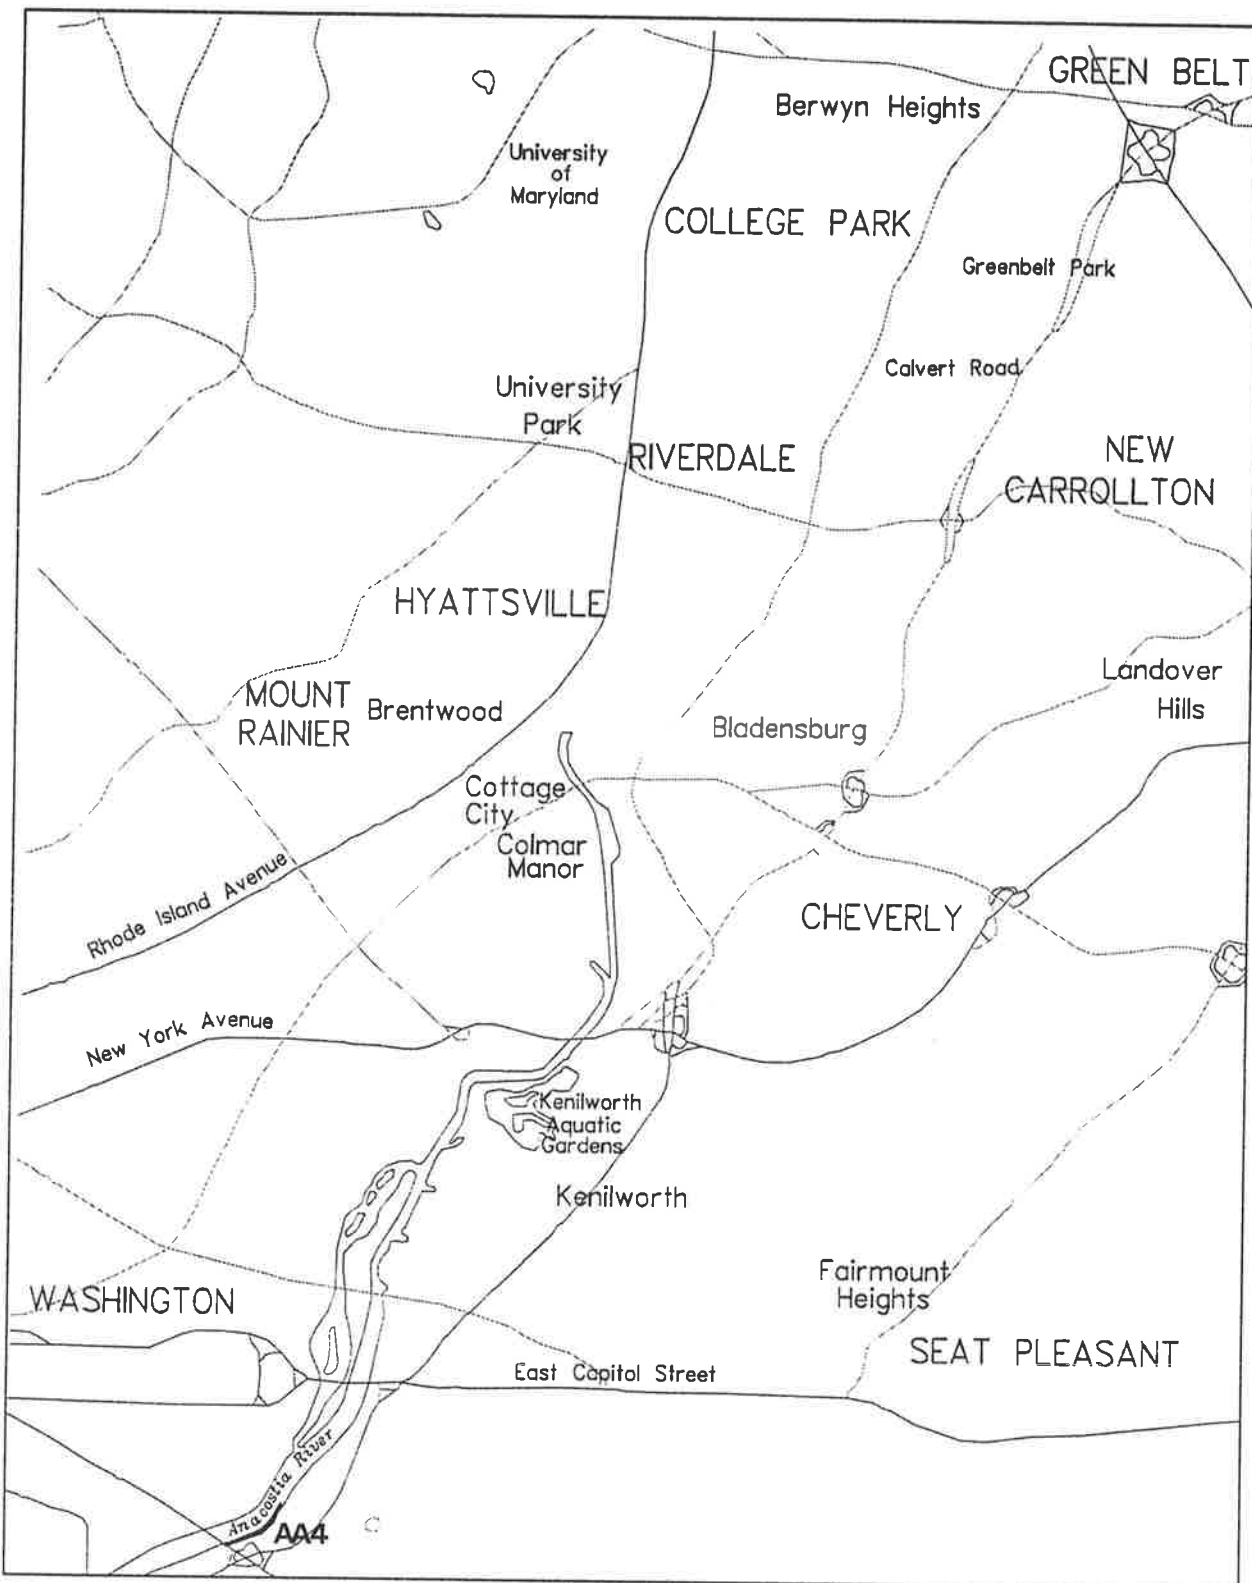 GREEN BELT
Berwyn Heights
University
of
Maryland
COLLEGE PARK
Greenbelt Park
Calvert Road
University
Park
RIVERDALE
NEW
CARROLLTON
HYATTSVILLE
Landover
Hills
MOUNT
RAINIER
Brentwood
Bladensburg
Cottage
City
Colmar
Manor
Rhode Island Avenue
CHEVERLY
New York Avenue
Kenilworth
Aquatic
Gardens
Kenilworth
Fairmount
Heights
WASHINGTON
SEAT PLEASANT
East Capitol Street
Anacostia River
AA4